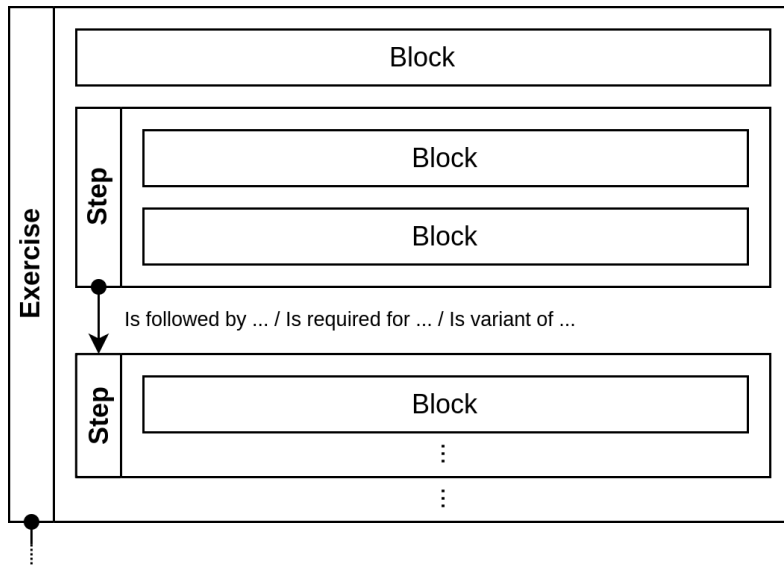 Exercise
Block
Step
Block
Block
Is followed by ... / Is required for ... / Is variant of ...
Step
Block
⋮
⋮